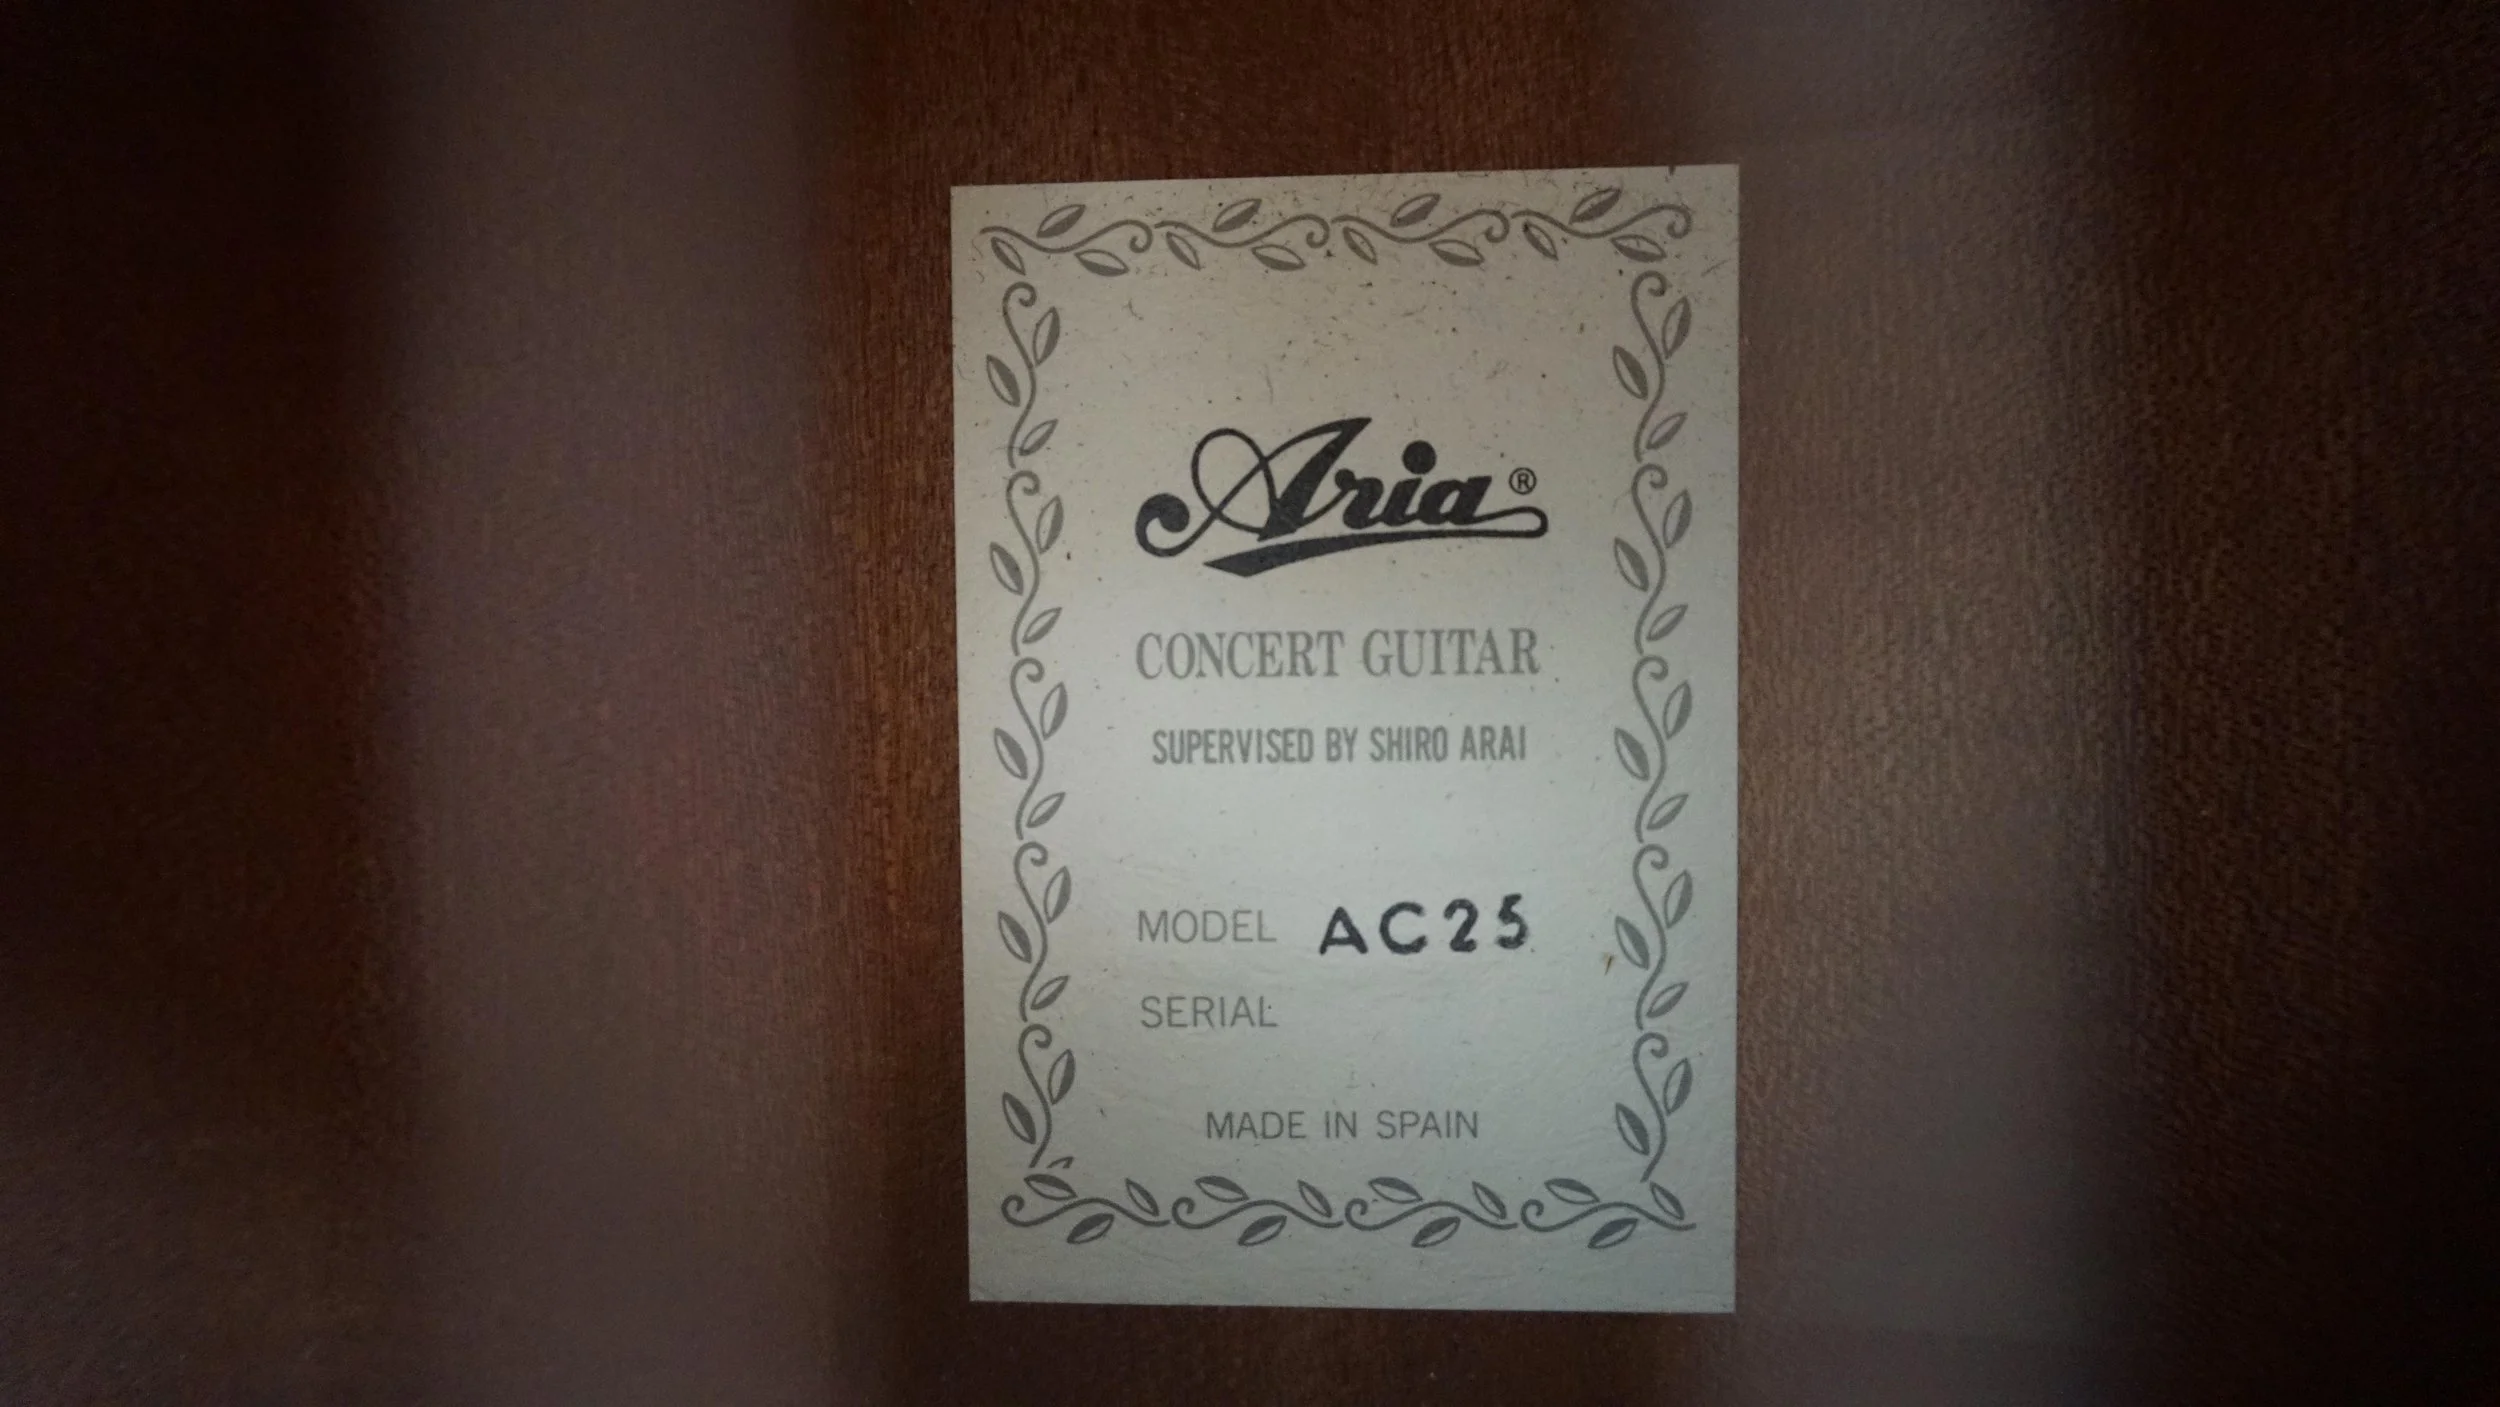 Aria®
CONCERT GUITAR
SUPERVISED BY SHIRO ARAI
MODEL AC25
SERIAL
MADE IN SPAIN